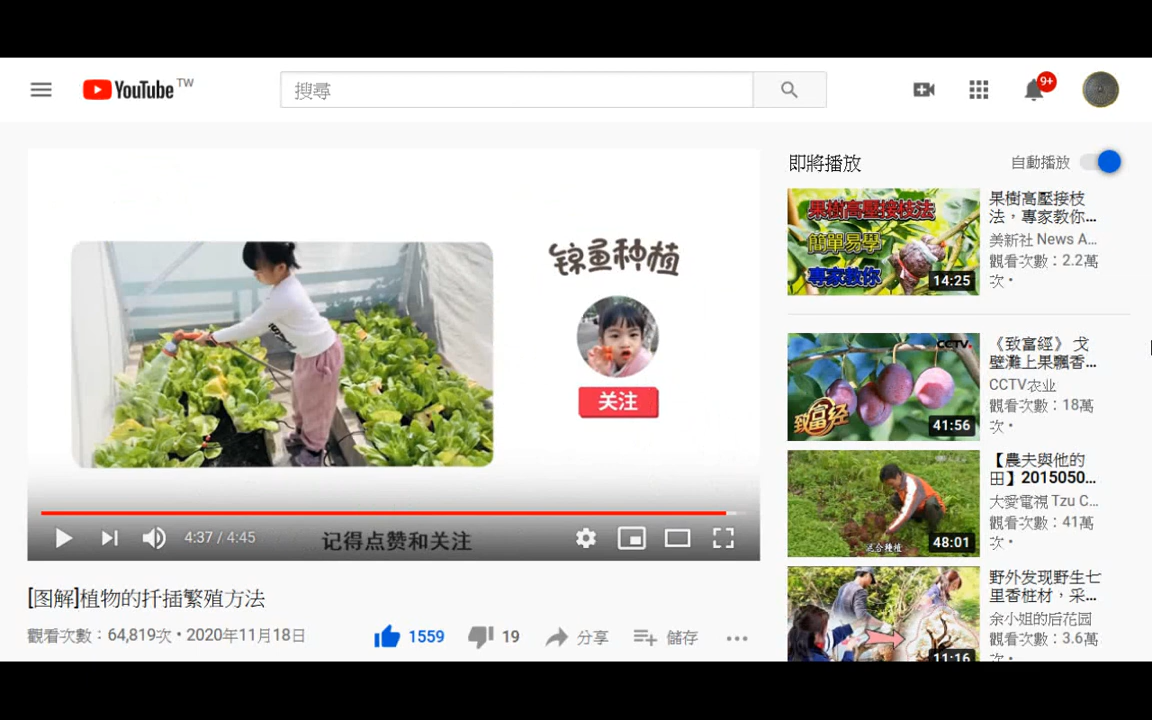 YouTube TW
搜尋
9+
锦鱼种植
关注
记得点赞和关注
4:37 / 4:45
[图解]植物的扦插繁殖方法
觀看次數：64,819次 • 2020年11月18日
1559
19
分享
儲存
即將播放
自動播放
果樹高壓接枝法
簡單易學
專家教你
14:25
果樹高壓接枝
法，專家教你...
美新社 News A...
觀看次數：2.2萬
次 •
CCTV.
致富经
41:56
《致富經》 戈
壁灘上果飄香...
CCTV农业
觀看次數：18萬
次 •
混合種植
48:01
【農夫與他的
田】2015050...
大愛電視 Tzu C...
觀看次數：41萬
次 •
11:16
野外发现野生七
里香桩材，采...
余小姐的后花园
觀看次數：3.6萬
次 •